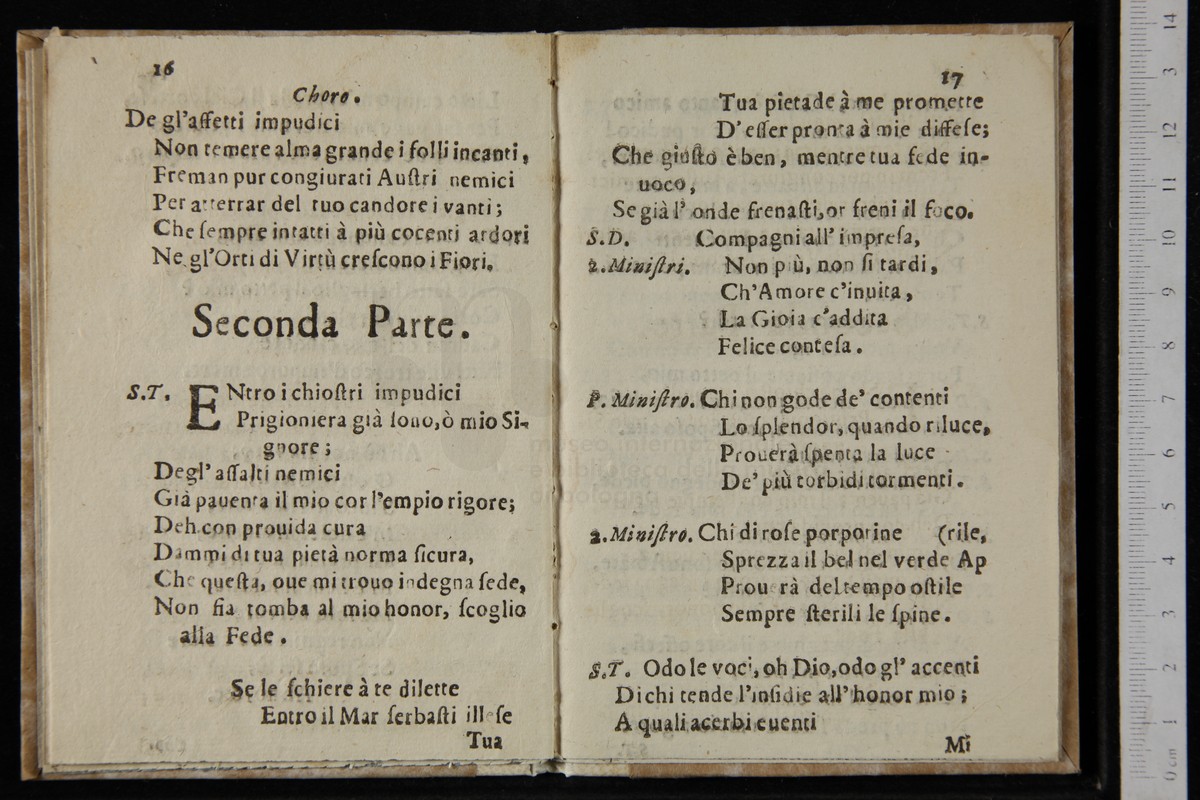 16
Choro.
De gl'affetti impudici
Non temere alma grande i folli incanti,
Freman pur congiurati Auſtri nemici
Per atterrar del tuo candore i vanti;
Che ſempre intatti à più cocenti ardori
Ne gl'Orti di Virtù creſcono i Fiori.
Seconda Parte.
S.T. ENtro i chioſtri impudici
Prigioniera già ſono, ò mio Si-
gnore;
Degl' aſſalti nemici
Già pauenta il mio cor l'empio rigore;
Deh con prouida cura
Dammi di tua pietà norma ſicura,
Che queſta, oue mi trouo indegna ſede,
Non ſia tomba al mio honor, ſcoglio
alla Fede.
Se le ſchiere à te dilette
Entro il Mar ſerbaſti illeſe
Tua
17
Tua pietade à me promette
D'eſſer pronta à mie diffeſe;
Che giuſto è ben, mentre tua fede in-
uoco,
Se già l'onde frenaſti, or freni il foco.
S.D. Compagni all' impreſa,
2.Miniſtri. Non più, non ſi tardi,
Ch'Amore c'inuita,
La Gioia c'addita
Felice conteſa.
P. Miniſtro. Chi non gode de' contenti
Lo ſplendor, quando riluce,
Prouerà ſpenta la luce
De' più torbidi tormenti.
2.Miniſtro. Chi di roſe porporine (rile,
Sprezza il bel nel verde Ap
Prouerà del tempo oſtile
Sempre ſterili le ſpine.
S.T. Odo le voci, oh Dio, odo gl' accenti
Di chi tende l'inſidie all' honor mio;
A quali acerbi euenti
Mi